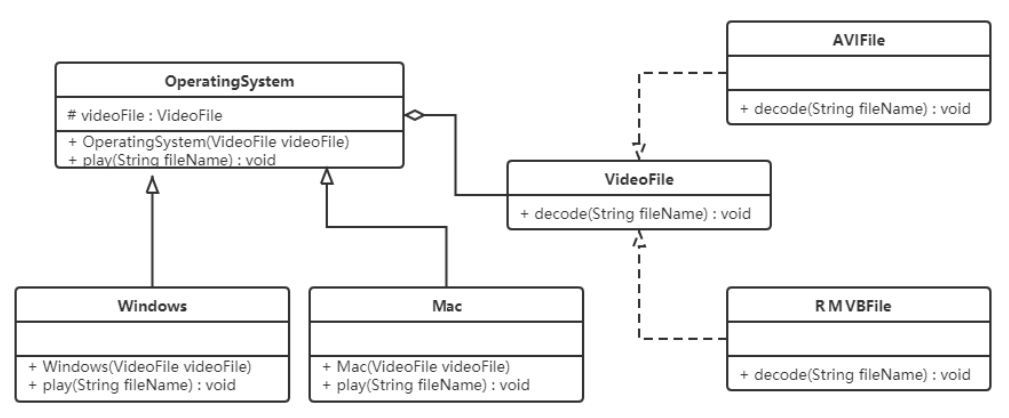 OperatingSystem
# videoFile : VideoFile
+ OperatingSystem(VideoFile videoFile)
+ play(String fileName) : void
AVIFile
+ decode(String fileName) : void
VideoFile
+ decode(String fileName) : void
Windows
+ Windows(VideoFile videoFile)
+ play(String fileName) : void
Mac
+ Mac(VideoFile videoFile)
+ play(String fileName) : void
RMVBFile
+ decode(String fileName) : void